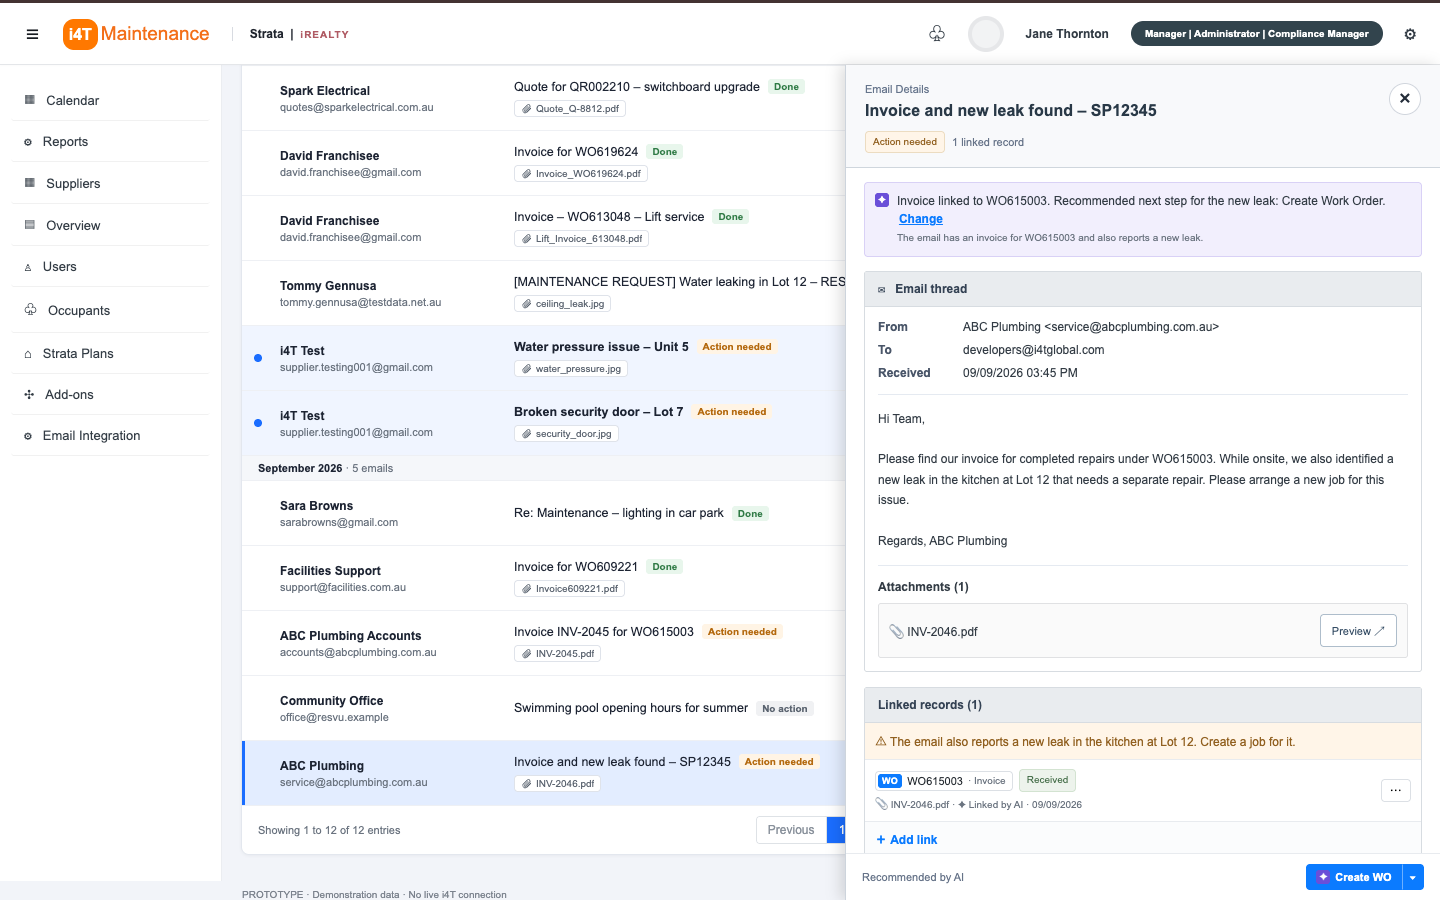 i4T Maintenance
Strata | iREALTY
Jane Thornton
Manager | Administrator | Compliance Manager
Calendar
Reports
Suppliers
Overview
Users
Occupants
Strata Plans
Add-ons
Email Integration
Spark Electrical
quotes@sparkelectrical.com.au
Quote for QR002210 – switchboard upgrade Done
Quote_Q-8812.pdf
David Franchisee
david.franchisee@gmail.com
Invoice for WO619624 Done
Invoice_WO619624.pdf
David Franchisee
david.franchisee@gmail.com
Invoice – WO613048 – Lift service Done
Lift_Invoice_613048.pdf
Tommy Gennusa
tommy.gennusa@testdata.net.au
[MAINTENANCE REQUEST] Water leaking in Lot 12 – RES
ceiling_leak.jpg
i4T Test
supplier.testing001@gmail.com
Water pressure issue – Unit 5 Action needed
water_pressure.jpg
i4T Test
supplier.testing001@gmail.com
Broken security door – Lot 7 Action needed
security_door.jpg
September 2026 · 5 emails
Sara Browns
sarabrowns@gmail.com
Re: Maintenance – lighting in car park Done
Facilities Support
support@facilities.com.au
Invoice for WO609221 Done
Invoice609221.pdf
ABC Plumbing Accounts
accounts@abcplumbing.com.au
Invoice INV-2045 for WO615003 Action needed
INV-2045.pdf
Community Office
office@resvu.example
Swimming pool opening hours for summer No action
ABC Plumbing
service@abcplumbing.com.au
Invoice and new leak found – SP12345 Action needed
INV-2046.pdf
Showing 1 to 12 of 12 entries
Previous 1
PROTOTYPE · Demonstration data · No live i4T connection
Email Details
Invoice and new leak found – SP12345
Action needed 1 linked record
Invoice linked to WO615003. Recommended next step for the new leak: Create Work Order.
Change
The email has an invoice for WO615003 and also reports a new leak.
Email thread
From ABC Plumbing <service@abcplumbing.com.au>
To developers@i4tglobal.com
Received 09/09/2026 03:45 PM
Hi Team,
Please find our invoice for completed repairs under WO615003. While onsite, we also identified a
new leak in the kitchen at Lot 12 that needs a separate repair. Please arrange a new job for this
issue.
Regards, ABC Plumbing
Attachments (1)
INV-2046.pdf
Preview ↗
Linked records (1)
⚠ The email also reports a new leak in the kitchen at Lot 12. Create a job for it.
WO WO615003 · Invoice Received
INV-2046.pdf · ✦ Linked by AI · 09/09/2026
...
+ Add link
Recommended by AI
Create WO